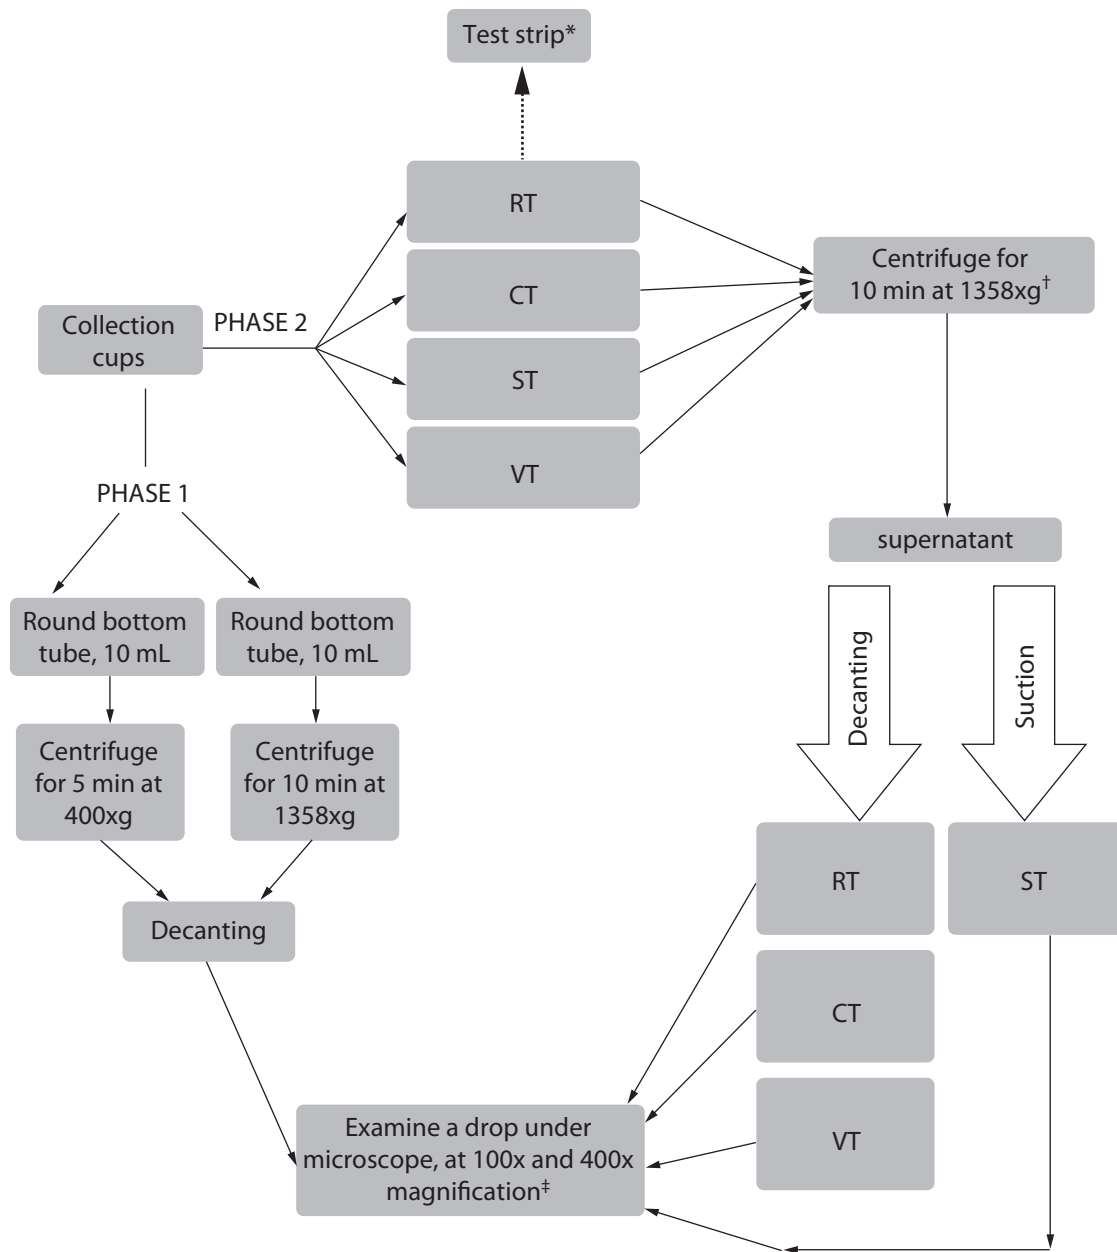 Test strip*
RT
CT
ST
VT
Centrifuge for
10 min at 1358xg†
Collection
cups
PHASE 2
PHASE 1
supernatant
Round bottom
tube, 10 mL
Round bottom
tube, 10 mL
Centrifuge
for 5 min at
400xg
Centrifuge
for 10 min at
1358xg
Decanting
Decanting
Suction
RT
ST
CT
VT
Examine a drop under
microscope, at 100x and 400x
magnification‡